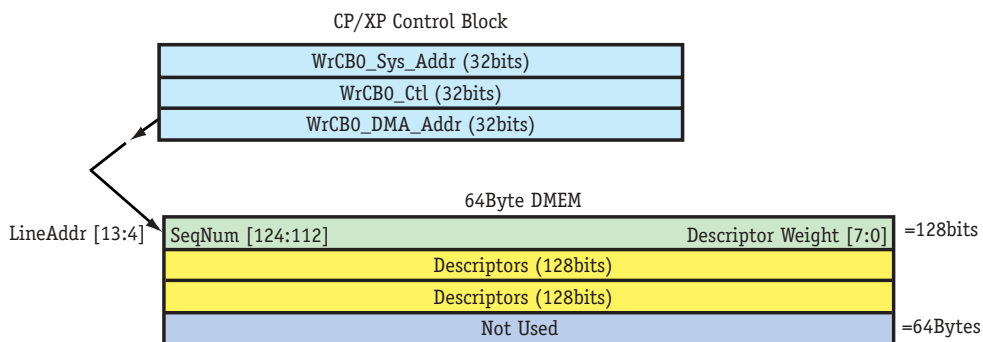 CP/XP Control Block
WrCB0_Sys_Addr (32bits)
WrCB0_Ctl (32bits)
WrCB0_DMA_Addr (32bits)
64Byte DMEM
LineAddr [13:4] SeqNum [124:112] Descriptor Weight [7:0] =128bits
Descriptors (128bits)
Descriptors (128bits)
Not Used =64Bytes